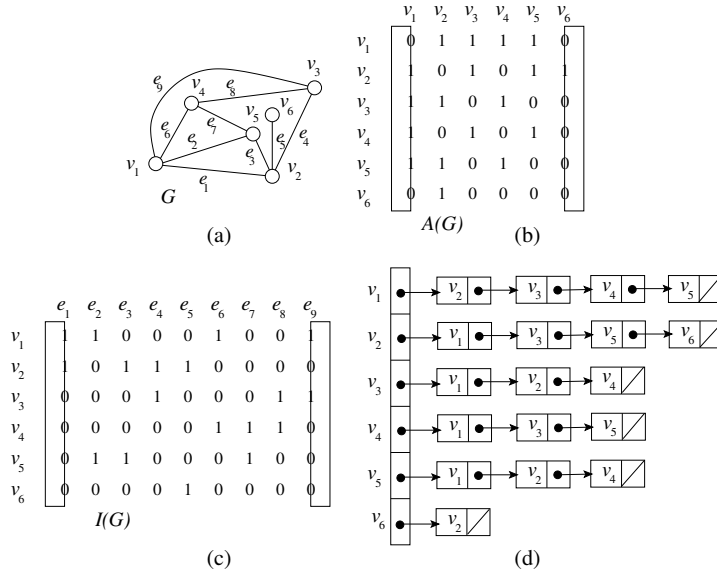 e9
v3
v4
e8
v5
v6
e7
e6
e2
e5
e4
e3
v1
v2
e1
G
(a)
v1 v2 v3 v4 v5 v6
v1 0 1 1 1 1 0
v2 1 0 1 0 1 1
v3 1 1 0 1 0 0
v4 1 0 1 0 1 0
v5 1 1 0 1 0 0
v6 0 1 0 0 0 0
A(G)
(b)
e1 e2 e3 e4 e5 e6 e7 e8 e9
v1 1 1 0 0 0 1 0 0 1
v2 1 0 1 1 1 0 0 0 0
v3 0 0 0 1 0 0 0 1 1
v4 0 0 0 0 0 1 1 1 0
v5 0 1 1 0 0 0 1 0 0
v6 0 0 0 0 1 0 0 0 0
I(G)
(c)
v1 v2 v3 v4 v5
v2 v1 v3 v5 v6
v3 v1 v2 v4
v4 v1 v3 v5
v5 v1 v2 v4
v6 v2
(d)